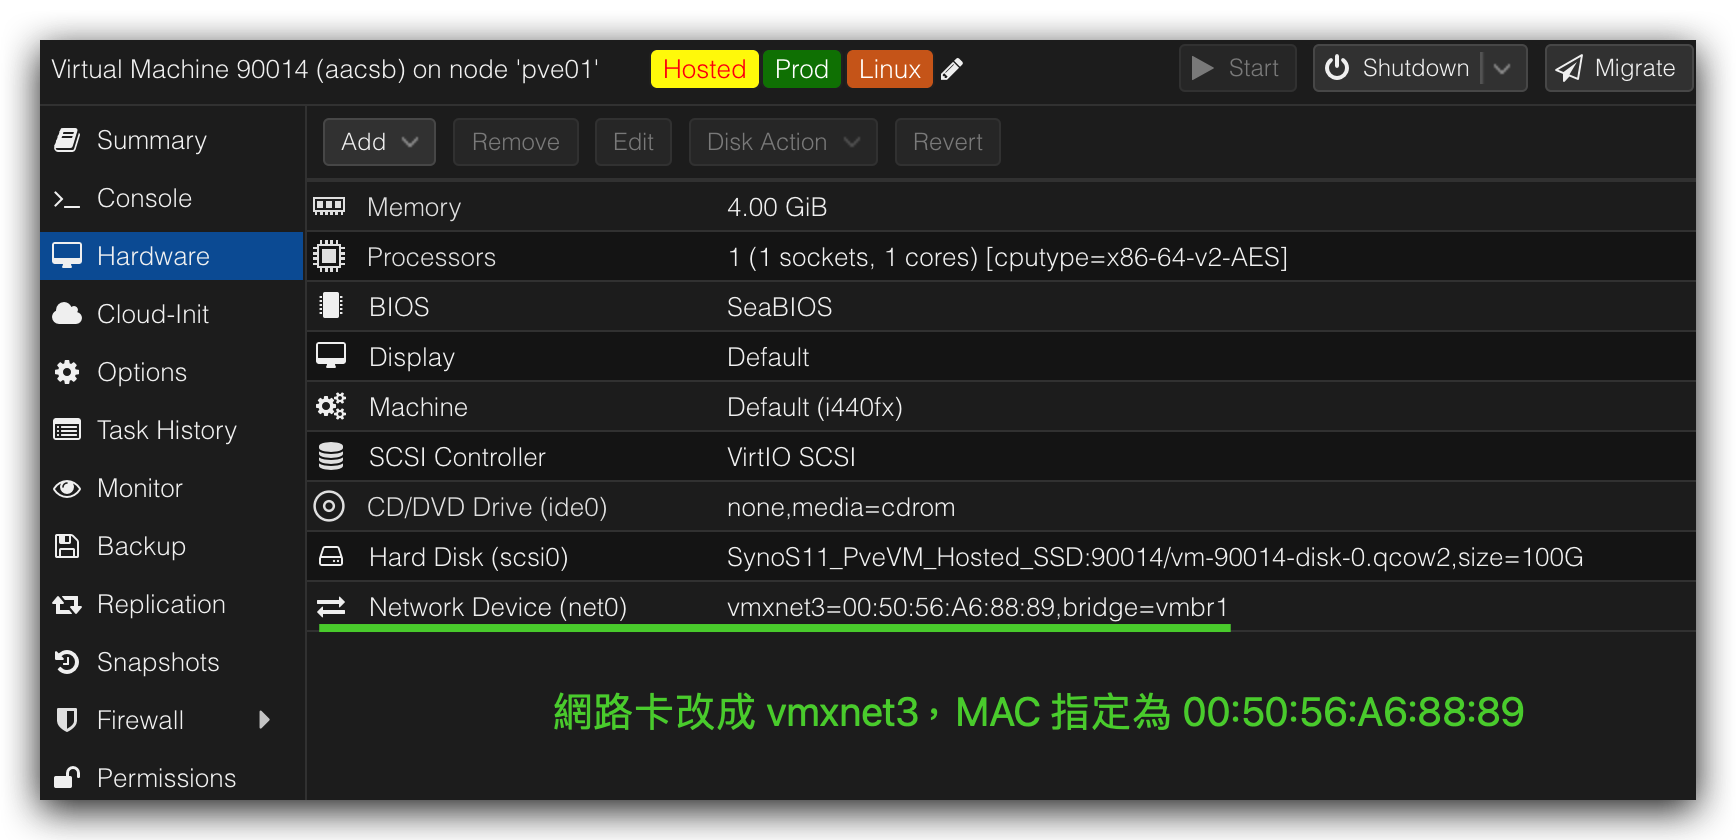 Virtual Machine 90014 (aacsb) on node 'pve01' Hosted Prod Linux Start Shutdown Migrate
Summary
Console
Hardware
Cloud-Init
Options
Task History
Monitor
Backup
Replication
Snapshots
Firewall
Permissions
Add Remove Edit Disk Action Revert
Memory 4.00 GiB
Processors 1 (1 sockets, 1 cores) [cputype=x86-64-v2-AES]
BIOS SeaBIOS
Display Default
Machine Default (i440fx)
SCSI Controller VirtIO SCSI
CD/DVD Drive (ide0) none,media=cdrom
Hard Disk (scsi0) SynoS11_PveVM_Hosted_SSD:90014/vm-90014-disk-0.qcow2,size=100G
Network Device (net0) vmxnet3=00:50:56:A6:88:89,bridge=vmbr1
網路卡改成 vmxnet3，MAC 指定為 00:50:56:A6:88:89